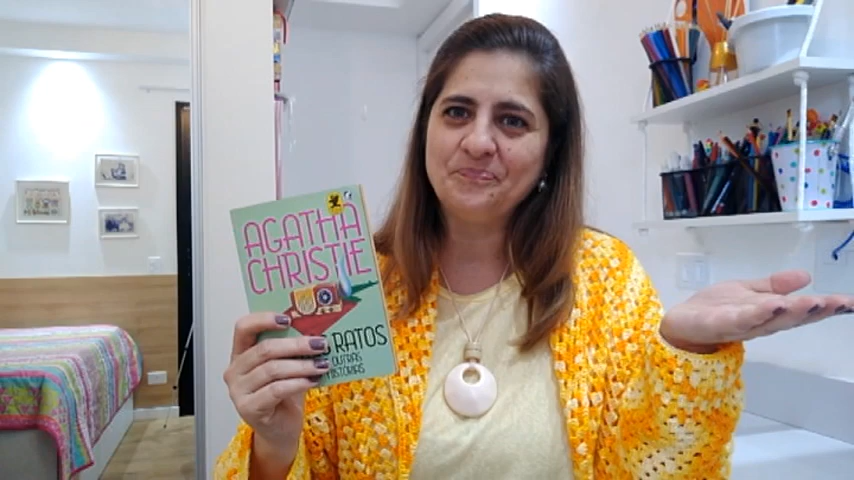 AGATHA
CHRISTIE
RATOS
E OUTRAS
HISTÓRIAS